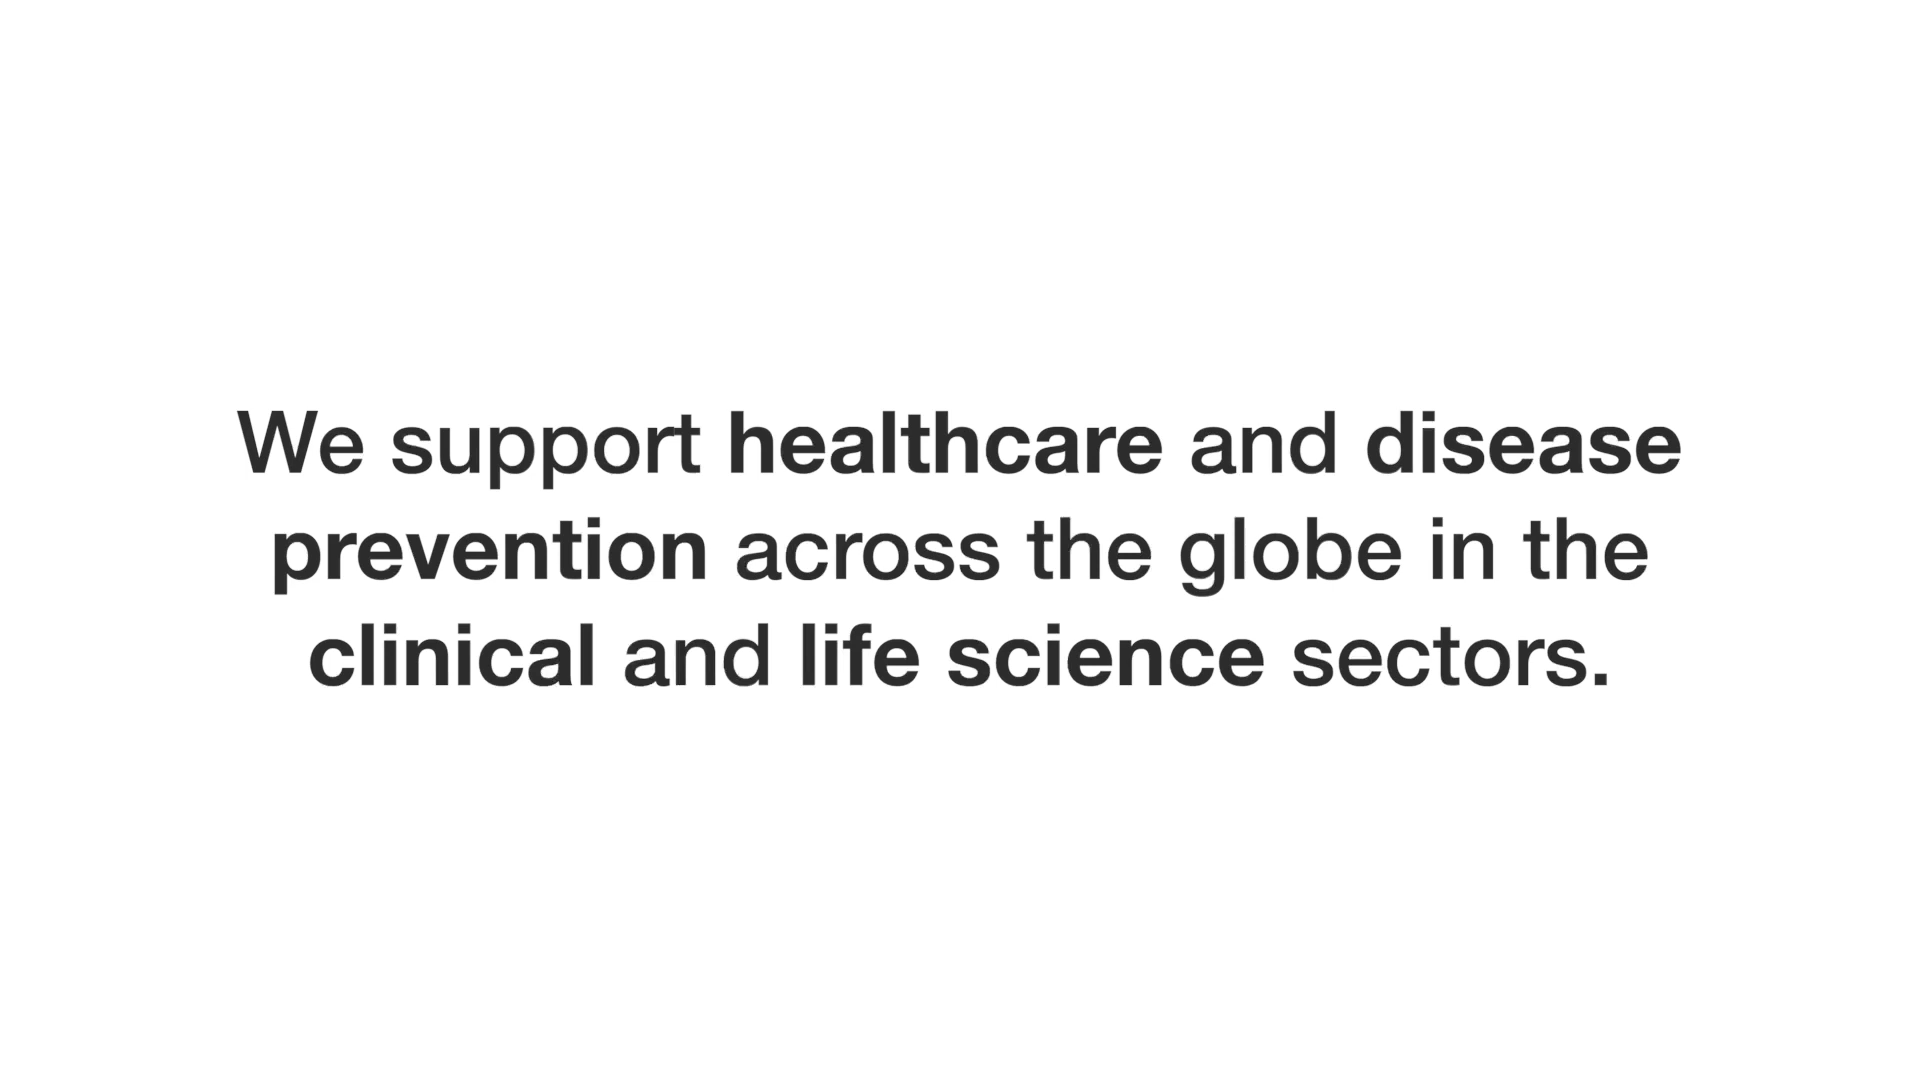 We support healthcare and disease
prevention across the globe in the
clinical and life science sectors.